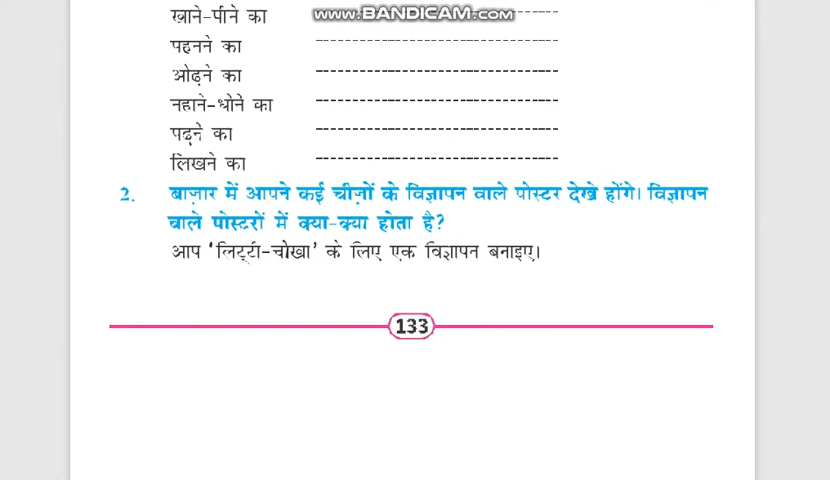 खाने-पीने का www.BANDICAM.com --------------------------------
पहनने का --------------------------------
ओढ़ने का --------------------------------
नहाने-धोने का --------------------------------
पढ़ने का --------------------------------
लिखने का --------------------------------
2. बाज़ार में आपने कई चीज़ों के विज्ञापन वाले पोस्टर देखे होंगे। विज्ञापन
वाले पोस्टरों में क्या-क्या होता है?
आप ‘लिट्टी-चोखा’ के लिए एक विज्ञापन बनाइए।
133